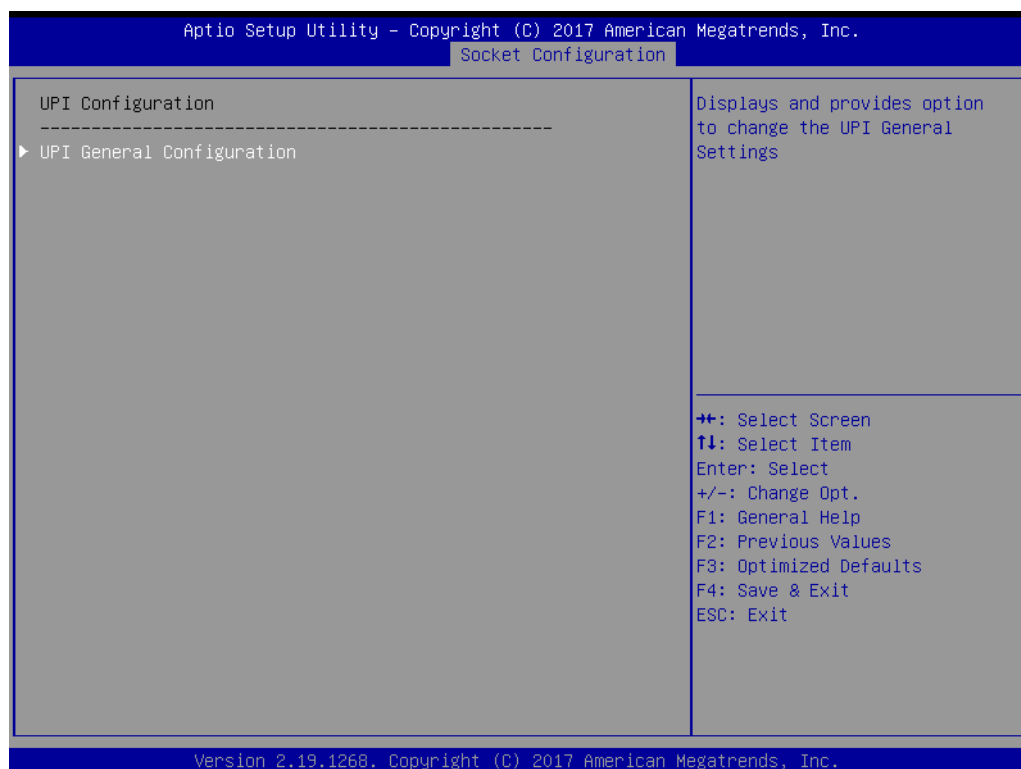 Aptio Setup Utility – Copyright (C) 2017 American Megatrends, Inc.
Socket Configuration
UPI Configuration
--------------------------------------------------
UPI General Configuration
Displays and provides option
to change the UPI General
Settings
→←: Select Screen
↑↓: Select Item
Enter: Select
+/-: Change Opt.
F1: General Help
F2: Previous Values
F3: Optimized Defaults
F4: Save & Exit
ESC: Exit
Version 2.19.1268. Copyright (C) 2017 American Megatrends, Inc.